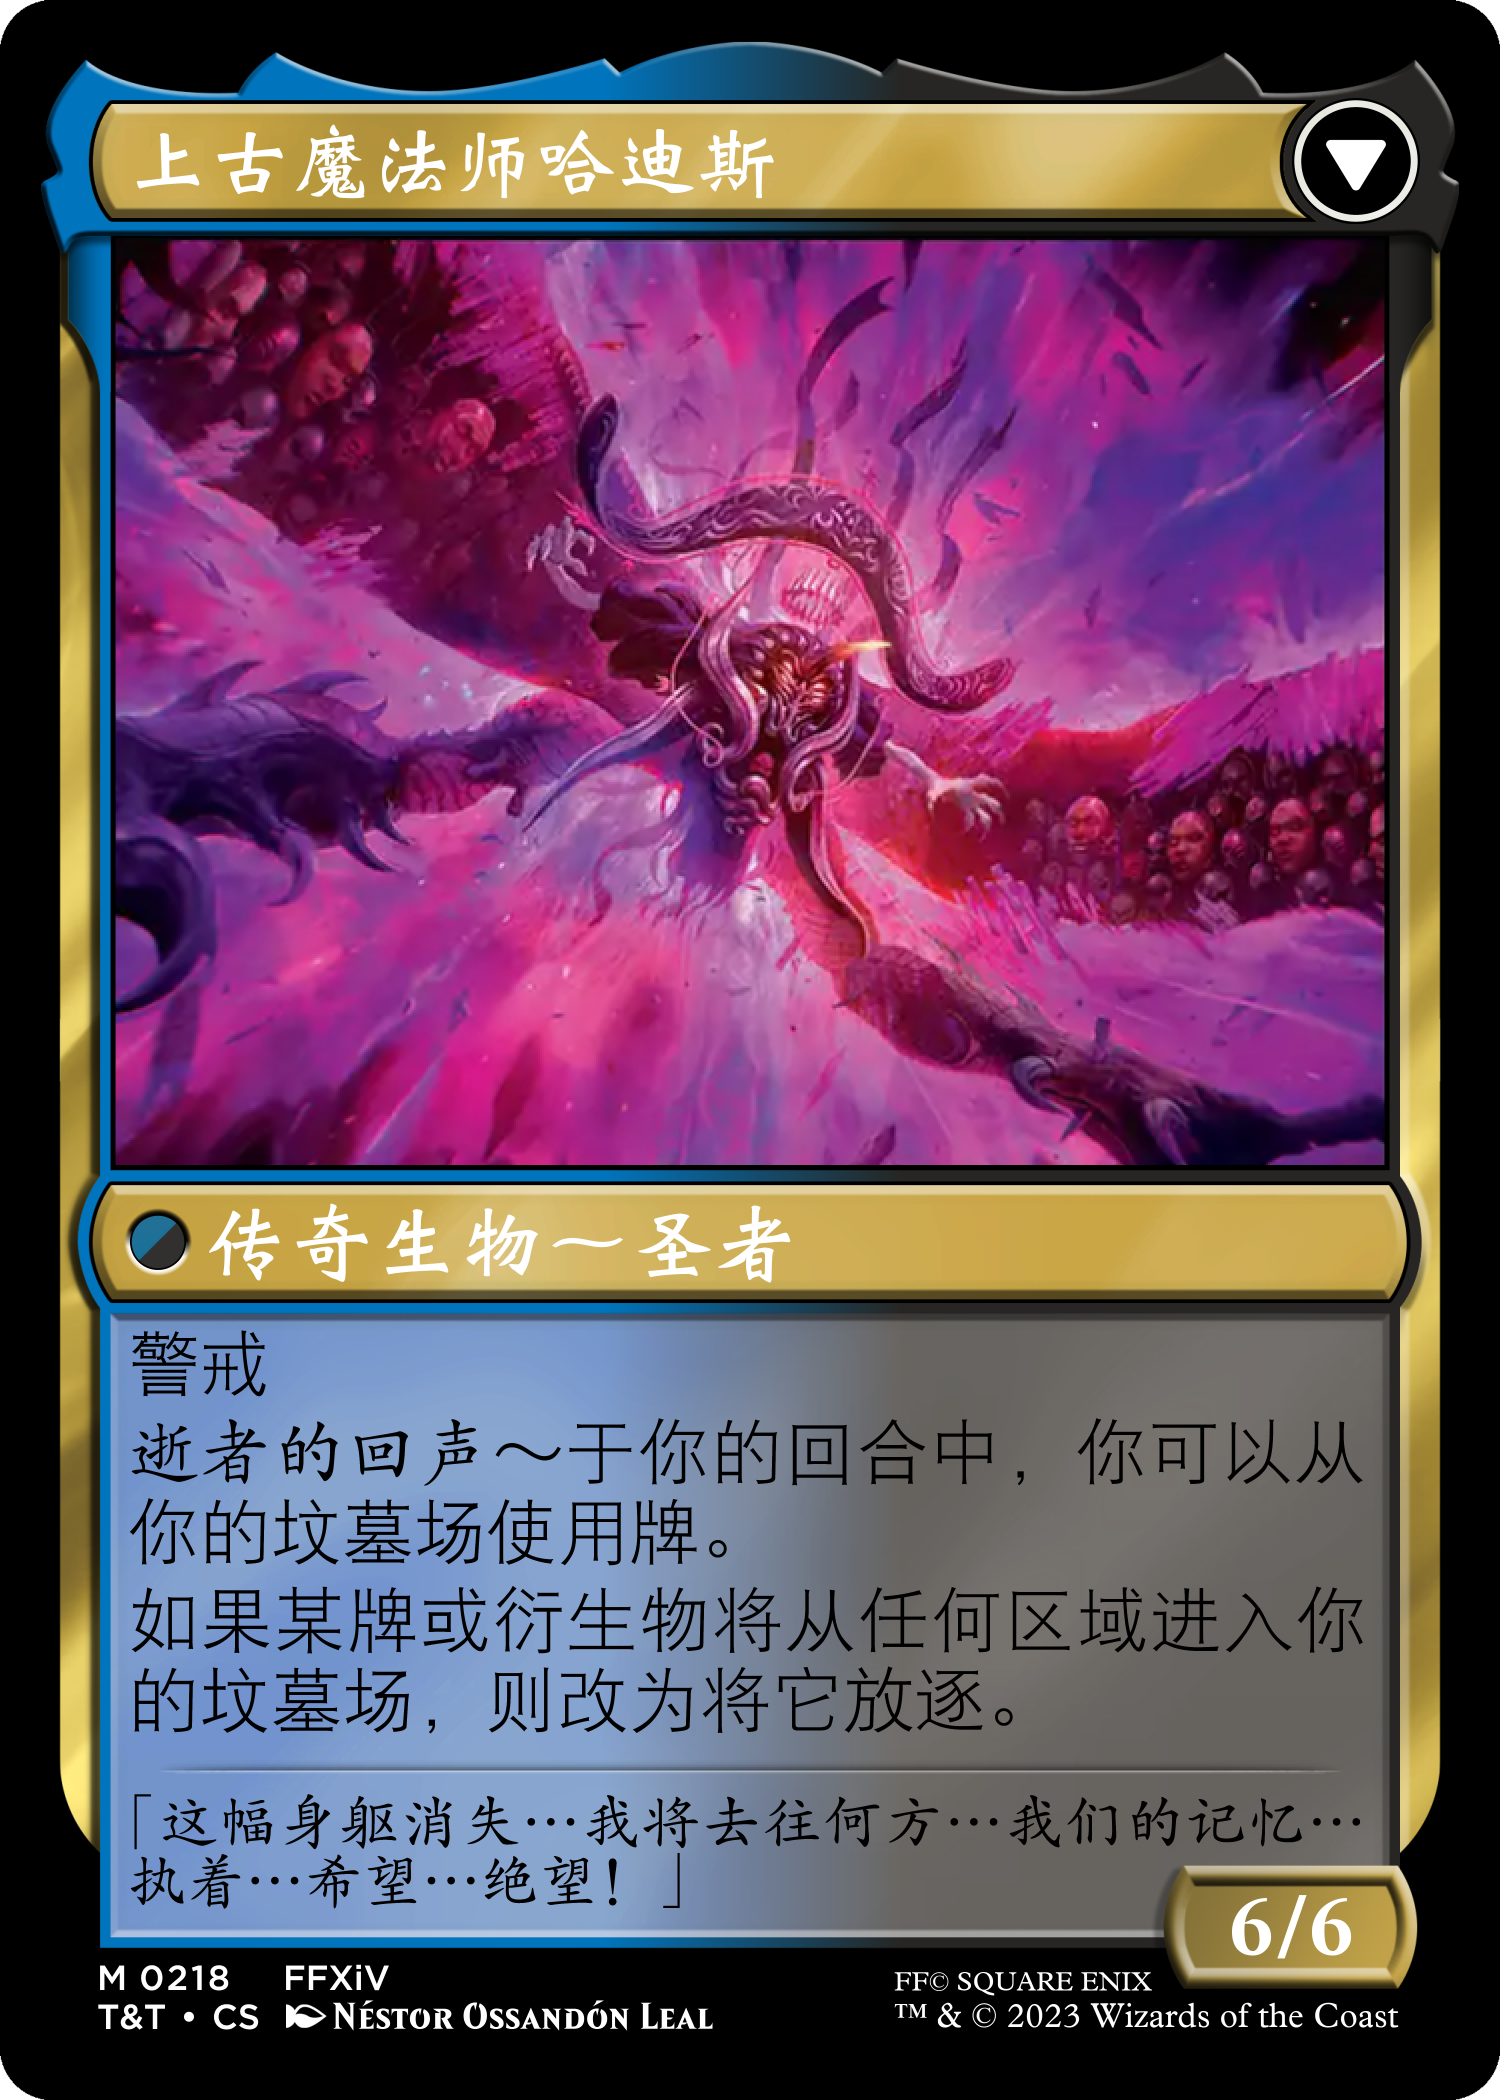 上古魔法师哈迪斯
传奇生物～圣者
警戒
逝者的回声～于你的回合中，你可以从
你的坟墓场使用牌。
如果某牌或衍生物将从任何区域进入你
的坟墓场，则改为将它放逐。
「这幅身躯消失…我将去往何方…我们的记忆…
执着…希望…绝望！」
6/6
M 0218 FFXiV
T&T • CS Néstor Ossandón Leal
FF© SQUARE ENIX
™ & © 2023 Wizards of the Coast